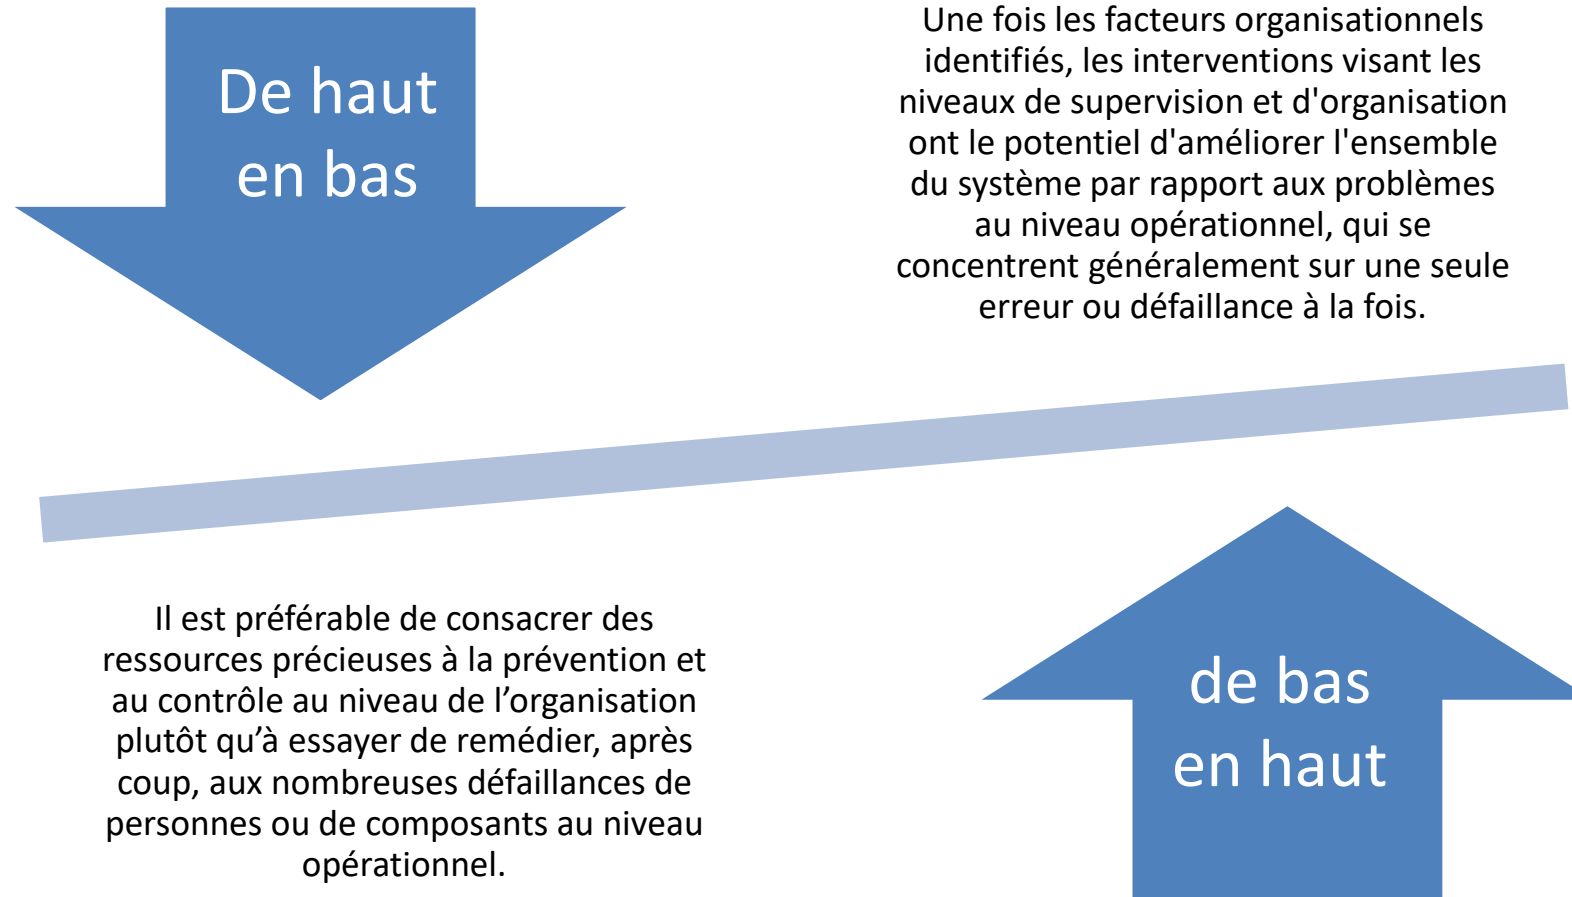 De haut
en bas
Une fois les facteurs organisationnels
identifiés, les interventions visant les
niveaux de supervision et d'organisation
ont le potentiel d'améliorer l'ensemble
du système par rapport aux problèmes
au niveau opérationnel, qui se
concentrent généralement sur une seule
erreur ou défaillance à la fois.
Il est préférable de consacrer des
ressources précieuses à la prévention et
au contrôle au niveau de l’organisation
plutôt qu’à essayer de remédier, après
coup, aux nombreuses défaillances de
personnes ou de composants au niveau
opérationnel.
de bas
en haut